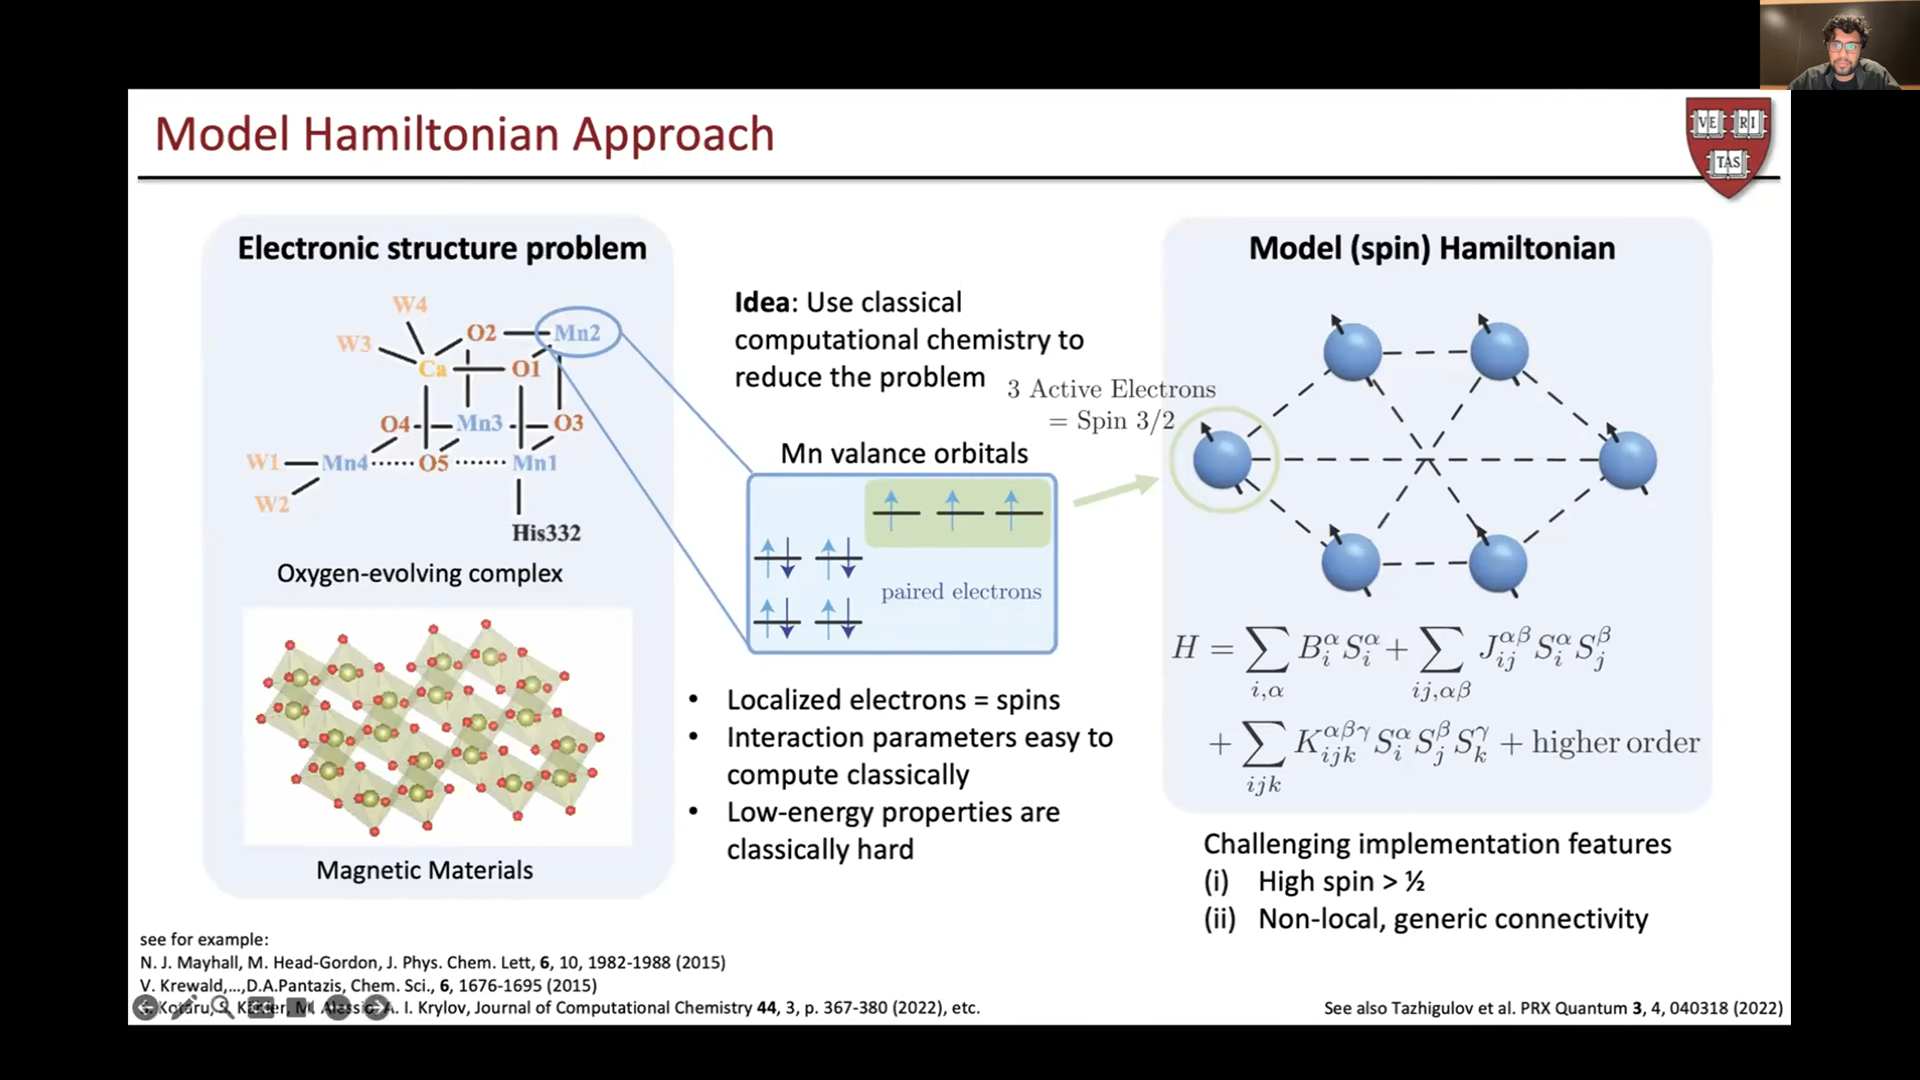 Model Hamiltonian Approach
VE RI
TAS
Electronic structure problem
W4
O2
Mn2
W3
Ca
O1
O4
Mn3
O3
W1
Mn4
O5
Mn1
W2
His332
Oxygen-evolving complex
Magnetic Materials
Idea: Use classical
computational chemistry to
reduce the problem
3 Active Electrons
= Spin 3/2
Mn valance orbitals
paired electrons
• Localized electrons = spins
• Interaction parameters easy to
compute classically
• Low-energy properties are
classically hard
Model (spin) Hamiltonian
H = ∑_{i,α} B_i^α S_i^α + ∑_{ij,αβ} J_{ij}^{αβ} S_i^α S_j^β
+ ∑_{ijk} K_{ijk}^{αβγ} S_i^α S_j^β S_k^γ + higher order
Challenging implementation features
(i) High spin > ½
(ii) Non-local, generic connectivity
see for example:
N. J. Mayhall, M. Head-Gordon, J. Phys. Chem. Lett, 6, 10, 1982-1988 (2015)
V. Krewald,...,D.A.Pantazis, Chem. Sci., 6, 1676-1695 (2015)
I. Krylov, Journal of Computational Chemistry 44, 3, p. 367-380 (2022), etc.
See also Tazhigulov et al. PRX Quantum 3, 4, 040318 (2022)